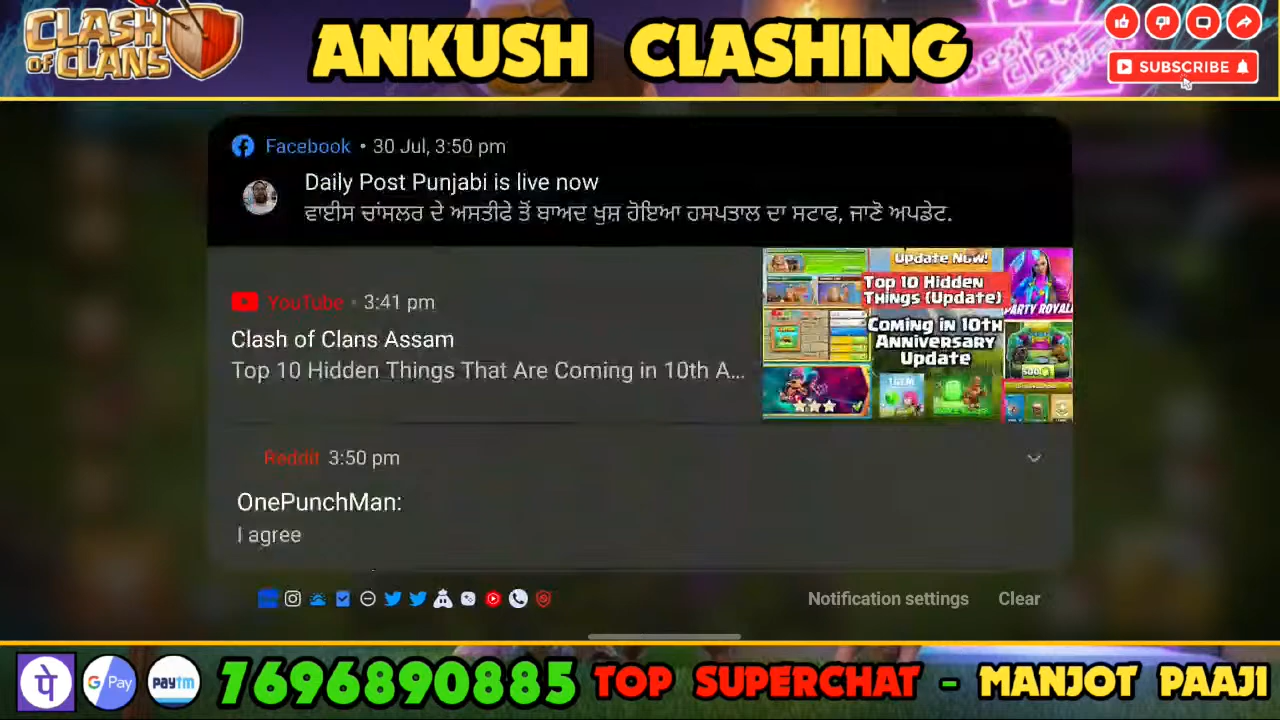 CLASH
OF CLANS
ANKUSH CLASHING
SUBSCRIBE
Facebook • 30 Jul, 3:50 pm
Daily Post Punjabi is live now
ਵਾਈਸ ਚਾਂਸਲਰ ਦੇ ਅਸਤੀਫੇ ਤੋਂ ਬਾਅਦ ਖੁਸ਼ ਹੋਇਆ ਹਸਪਤਾਲ ਦਾ ਸਟਾਫ, ਜਾਣੋ ਅਪਡੇਟ.
YouTube • 3:41 pm
Clash of Clans Assam
Top 10 Hidden Things That Are Coming in 10th A...
Update Now!
Top 10 Hidden
Things (Update)
PARTY ROYAL
Coming in 10th
Anniversary
Update
500
Reddit 3:50 pm
OnePunchMan:
I agree
Notification settings Clear
पे G Pay paytm 7696890885 TOP SUPERCHAT - MANJOT PAAJI